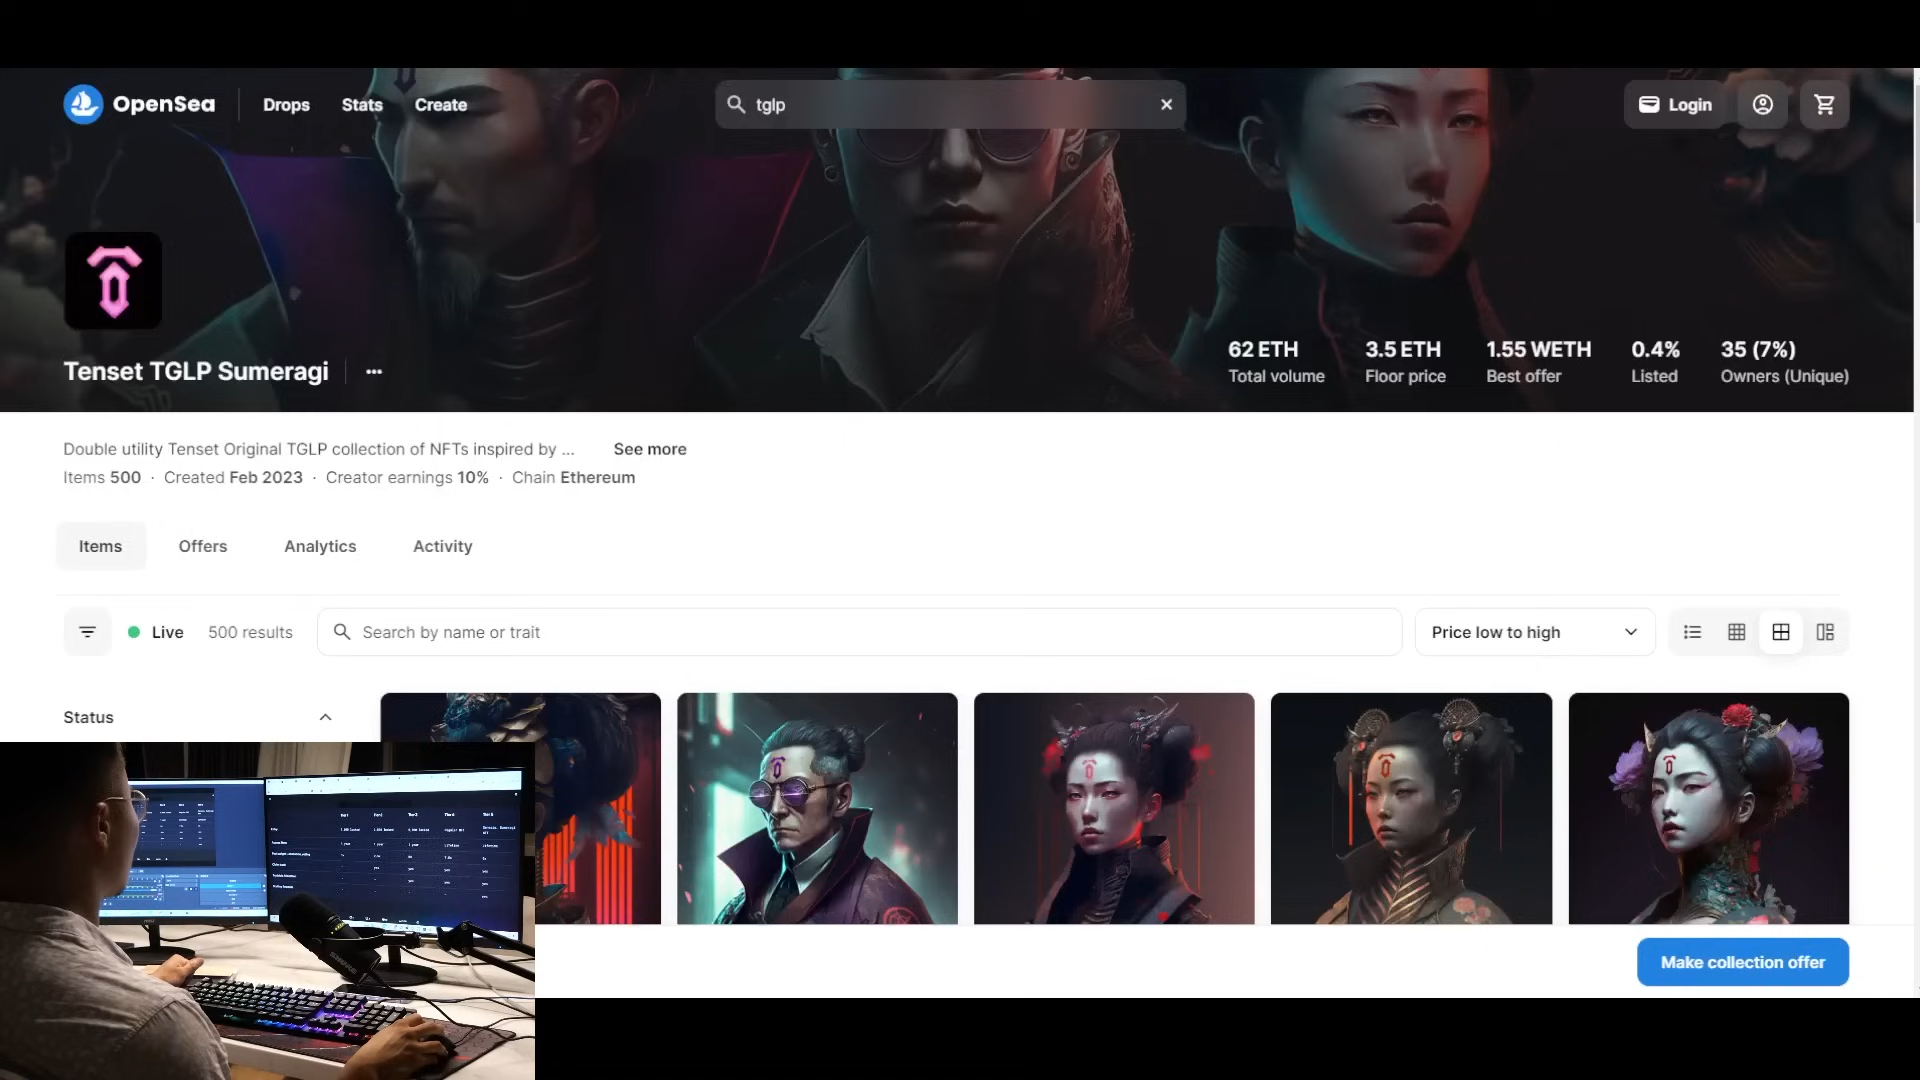 OpenSea
Drops
Stats
Create
tglp
Login
Tenset TGLP Sumeragi
62 ETH
Total volume
3.5 ETH
Floor price
1.55 WETH
Best offer
0.4%
Listed
35 (7%)
Owners (Unique)
Double utility Tenset Original TGLP collection of NFTs inspired by ... See more
Items 500 · Created Feb 2023 · Creator earnings 10% · Chain Ethereum
Items
Offers
Analytics
Activity
Live
500 results
Search by name or trait
Price low to high
Status
Make collection offer